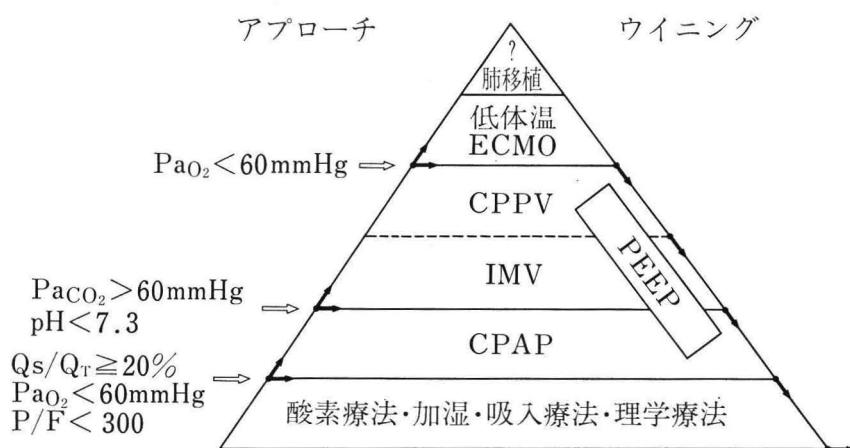 アプローチ
ウイニング
?
肺移植
低体温
ECMO
PaO₂<60mmHg ⇨
CPPV
PEEP
IMV
PaCO₂>60mmHg ⇨
pH<7.3
CPAP
Qs/QT≧20%
PaO₂<60mmHg ⇨
P/F<300
酸素療法・加湿・吸入療法・理学療法